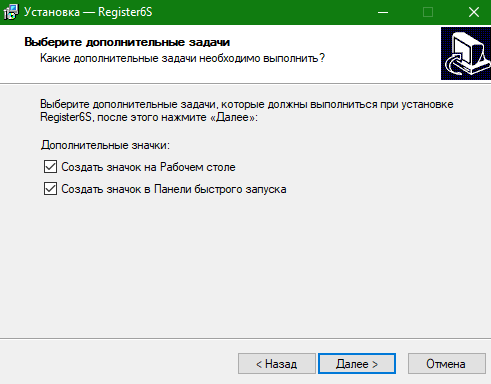 Установка — Register6S
Выберите дополнительные задачи
Какие дополнительные задачи необходимо выполнить?
Выберите дополнительные задачи, которые должны выполниться при установке
Register6S, после этого нажмите «Далее»:
Дополнительные значки:
Создать значок на Рабочем столе
Создать значок в Панели быстрого запуска
< Назад
Далее >
Отмена